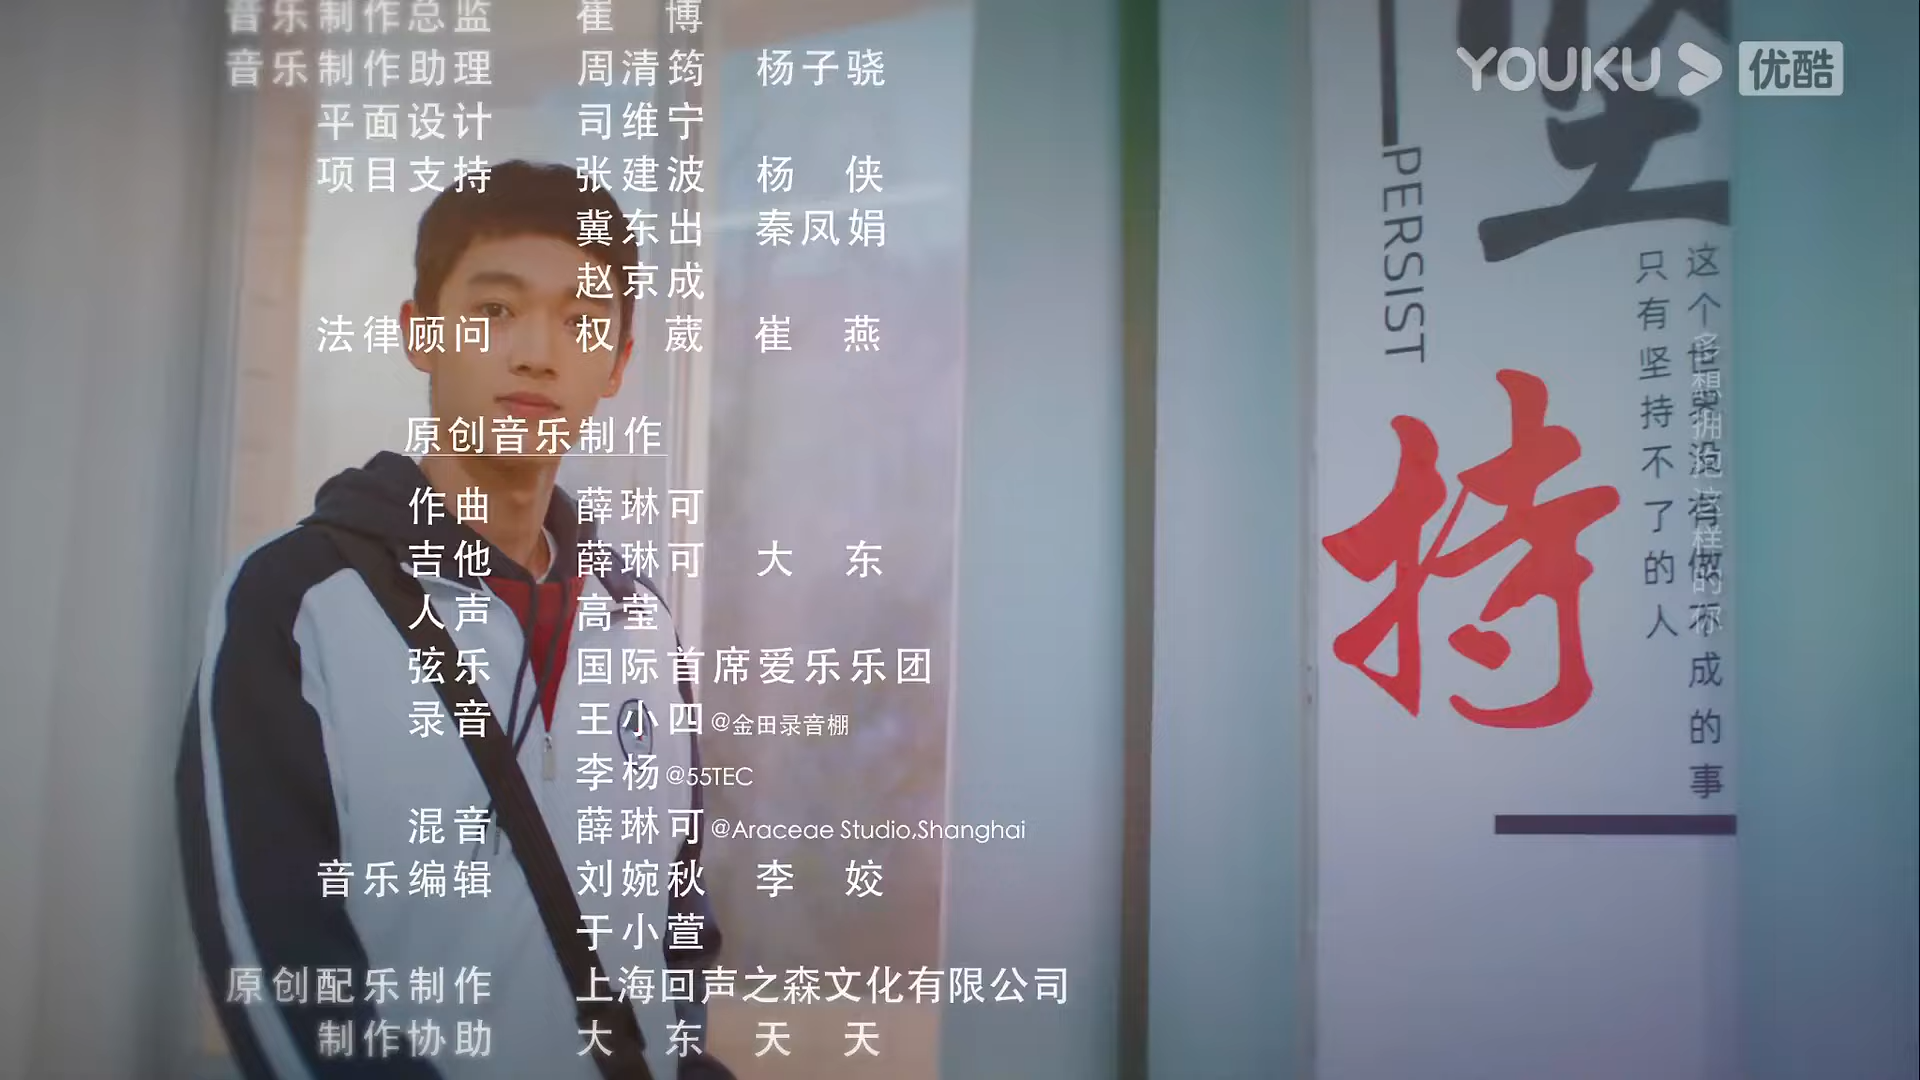 音乐制作总监 崔 博
音乐制作助理 周清筠 杨子骁
平面设计 司维宁
项目支持 张建波 杨 侠
冀东出 秦凤娟
赵京成
法律顾问 权 葳 崔 燕
原创音乐制作
作曲 薛琳可
吉他 薛琳可 大 东
人声 高莹
弦乐 国际首席爱乐乐团
录音 王小四@金田录音棚
李杨@55TEC
混音 薛琳可@Araceae Studio,Shanghai
音乐编辑 刘婉秋 李 姣
于小萱
原创配乐制作 上海回声之森文化有限公司
制作协助 大 东 天 天
YOUKU 优酷
坚
持
PERSIST
这个世界没有做不成的事
只有坚持不了的人
想拥抱这样的你